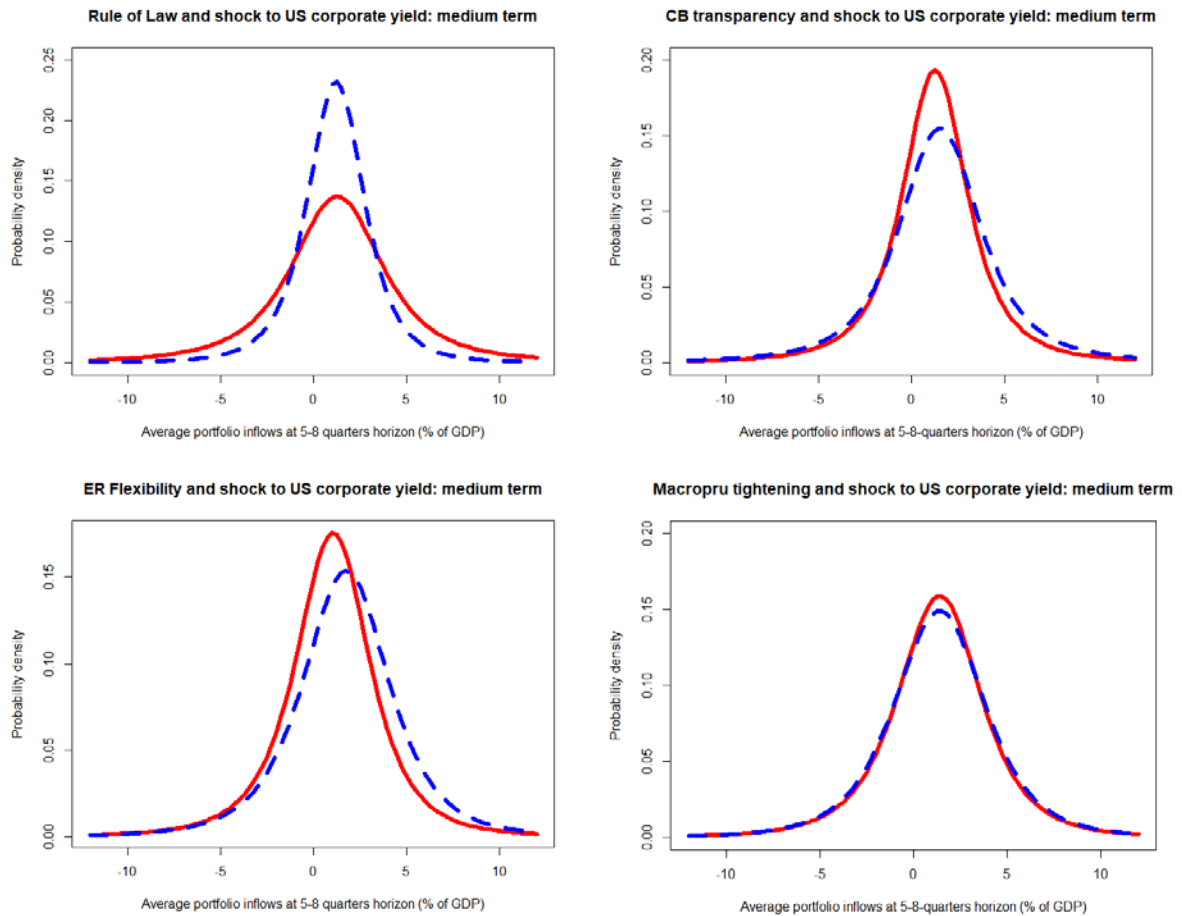 Rule of Law and shock to US corporate yield: medium term
Probability density
0.00 0.05 0.10 0.15 0.20 0.25
-10 -5 0 5 10
Average portfolio inflows at 5-8 quarters horizon (% of GDP)
CB transparency and shock to US corporate yield: medium term
Probability density
0.00 0.05 0.10 0.15 0.20
-10 -5 0 5 10
Average portfolio inflows at 5-8-quarters horizon (% of GDP)
ER Flexibility and shock to US corporate yield: medium term
Probability density
0.00 0.05 0.10 0.15
-10 -5 0 5 10
Average portfolio inflows at 5-8 quarters horizon (% of GDP)
Macropru tightening and shock to US corporate yield: medium term
Probability density
0.00 0.05 0.10 0.15 0.20
-10 -5 0 5 10
Average portfolio inflows at 5-8-quarters horizon (% of GDP)